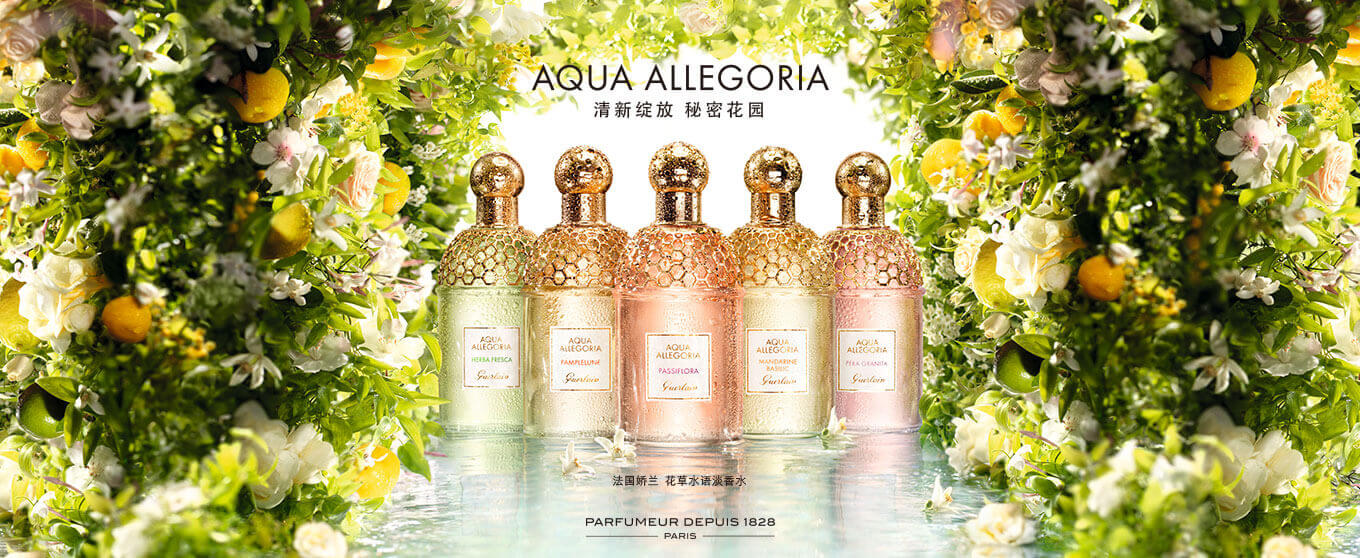 AQUA ALLEGORIA
清新绽放 秘密花园
AQUA
ALLEGORIA
HERBA FRESCA
Guerlain
AQUA
ALLEGORIA
PAMPLELUNE
Guerlain
AQUA
ALLEGORIA
PASSIFLORA
Guerlain
AQUA
ALLEGORIA
MANDARINE
BASILIC
Guerlain
AQUA
ALLEGORIA
PERA GRANITA
Guerlain
法国娇兰 花草水语淡香水
PARFUMEUR DEPUIS 1828
PARIS